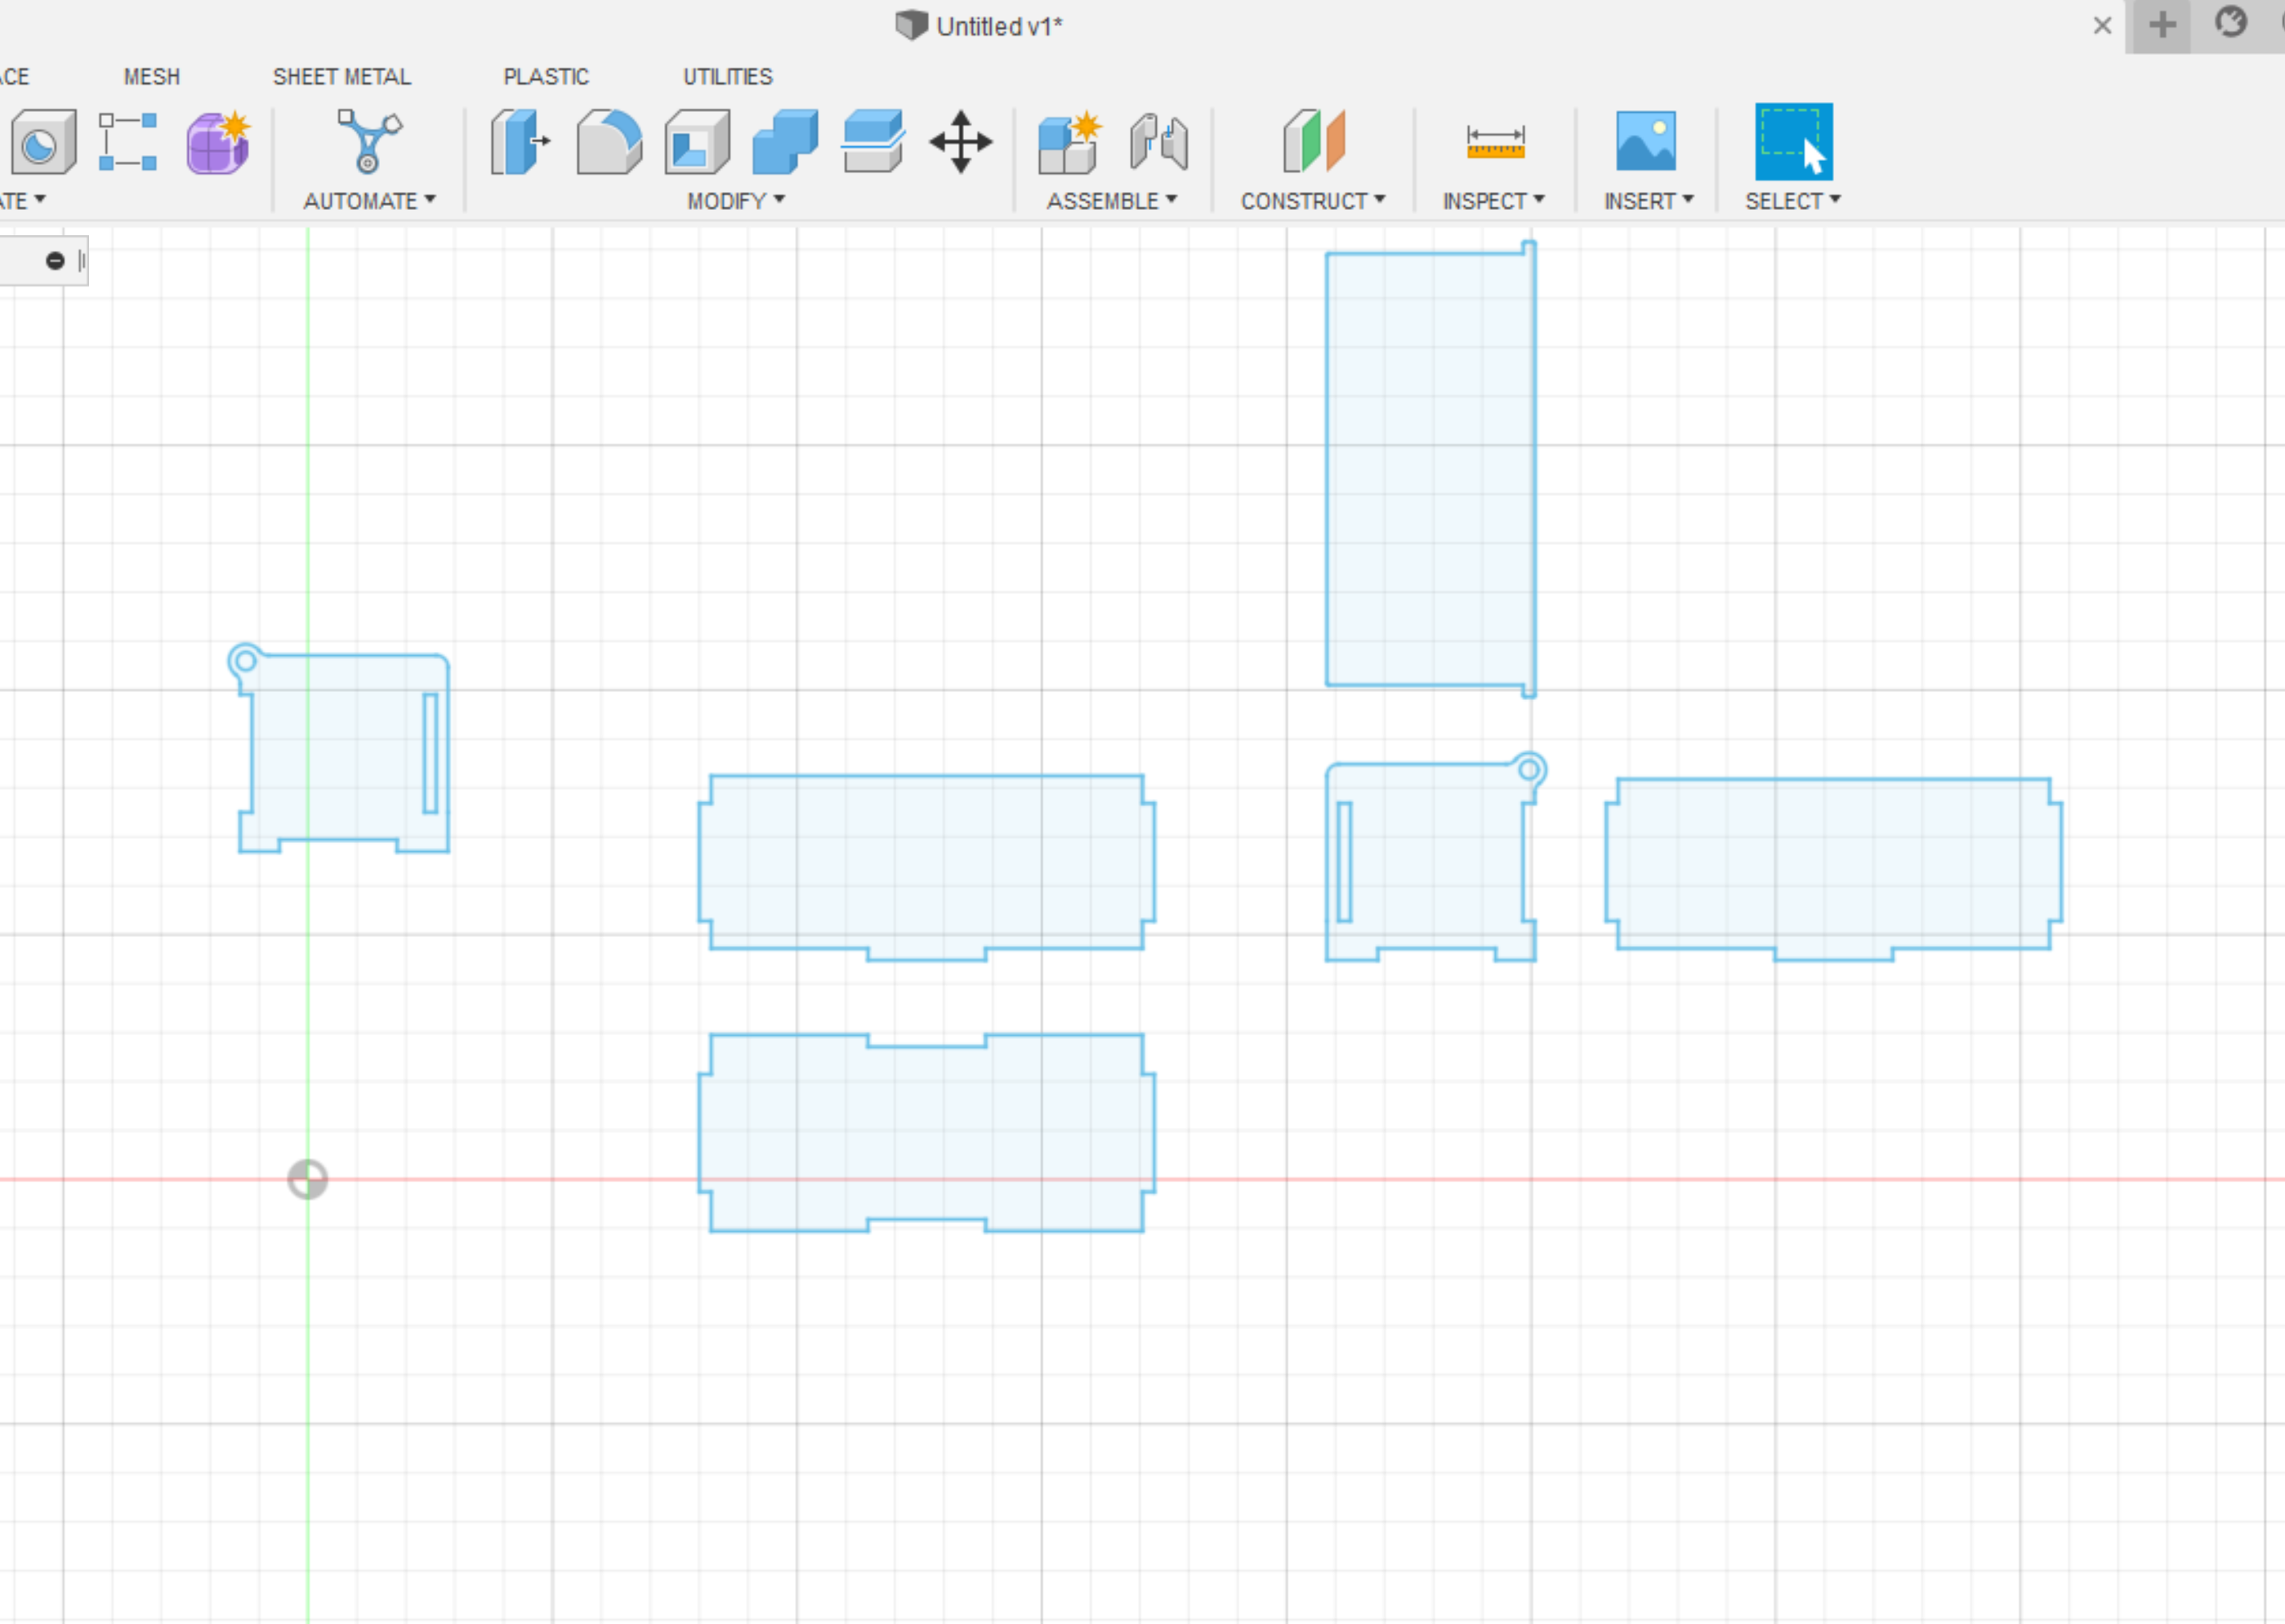 Untitled v1*
ACE MESH SHEET METAL PLASTIC UTILITIES
ATE AUTOMATE MODIFY ASSEMBLE CONSTRUCT INSPECT INSERT SELECT